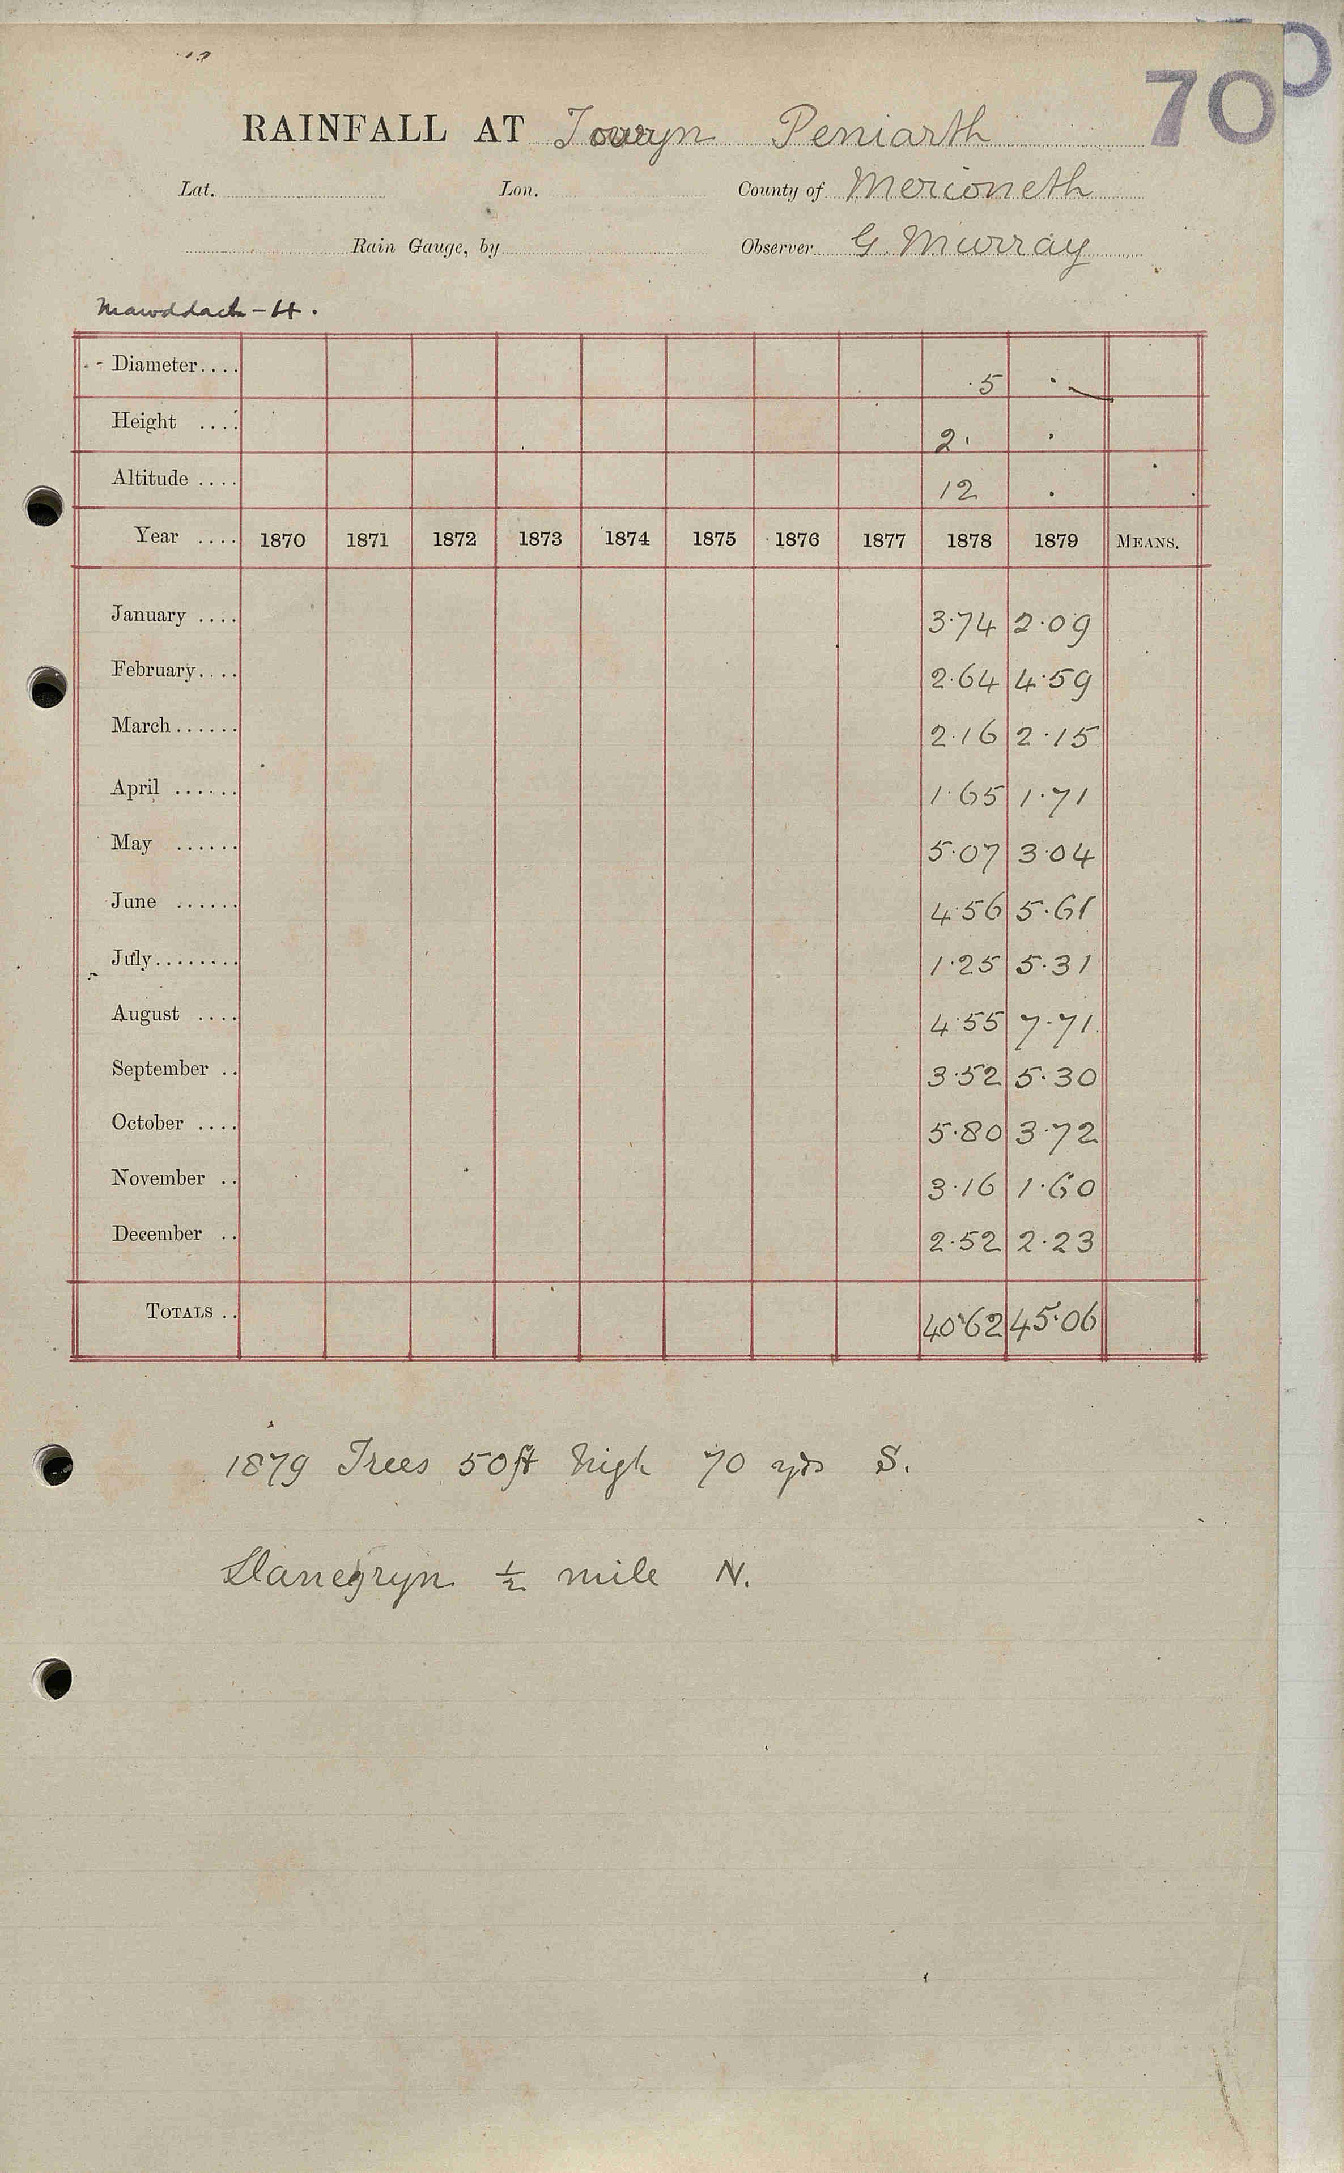 70
RAINFALL AT Towyn Peniarth
Lat. Lon. County of Merioneth
Rain Gauge, by Observer G. Murray
Mawddach - H.
Diameter.... 5 .
Height .... 2 .
Altitude .... 12 .
Year .... 1870 1871 1872 1873 1874 1875 1876 1877 1878 1879 MEANS.
January .... 3.74 2.09
February.... 2.64 4.59
March...... 2.16 2.15
April ...... 1.65 1.71
May ...... 5.07 3.04
June ...... 4.56 5.61
July........ 1.25 5.31
August .... 4.55 7.71
September .. 3.52 5.30
October .... 5.80 3.72
November .. 3.16 1.60
December .. 2.52 2.23
TOTALS .. 40.62 45.06
1879 Trees 50ft high 70 yds S.
Llanegryn ½ mile N.